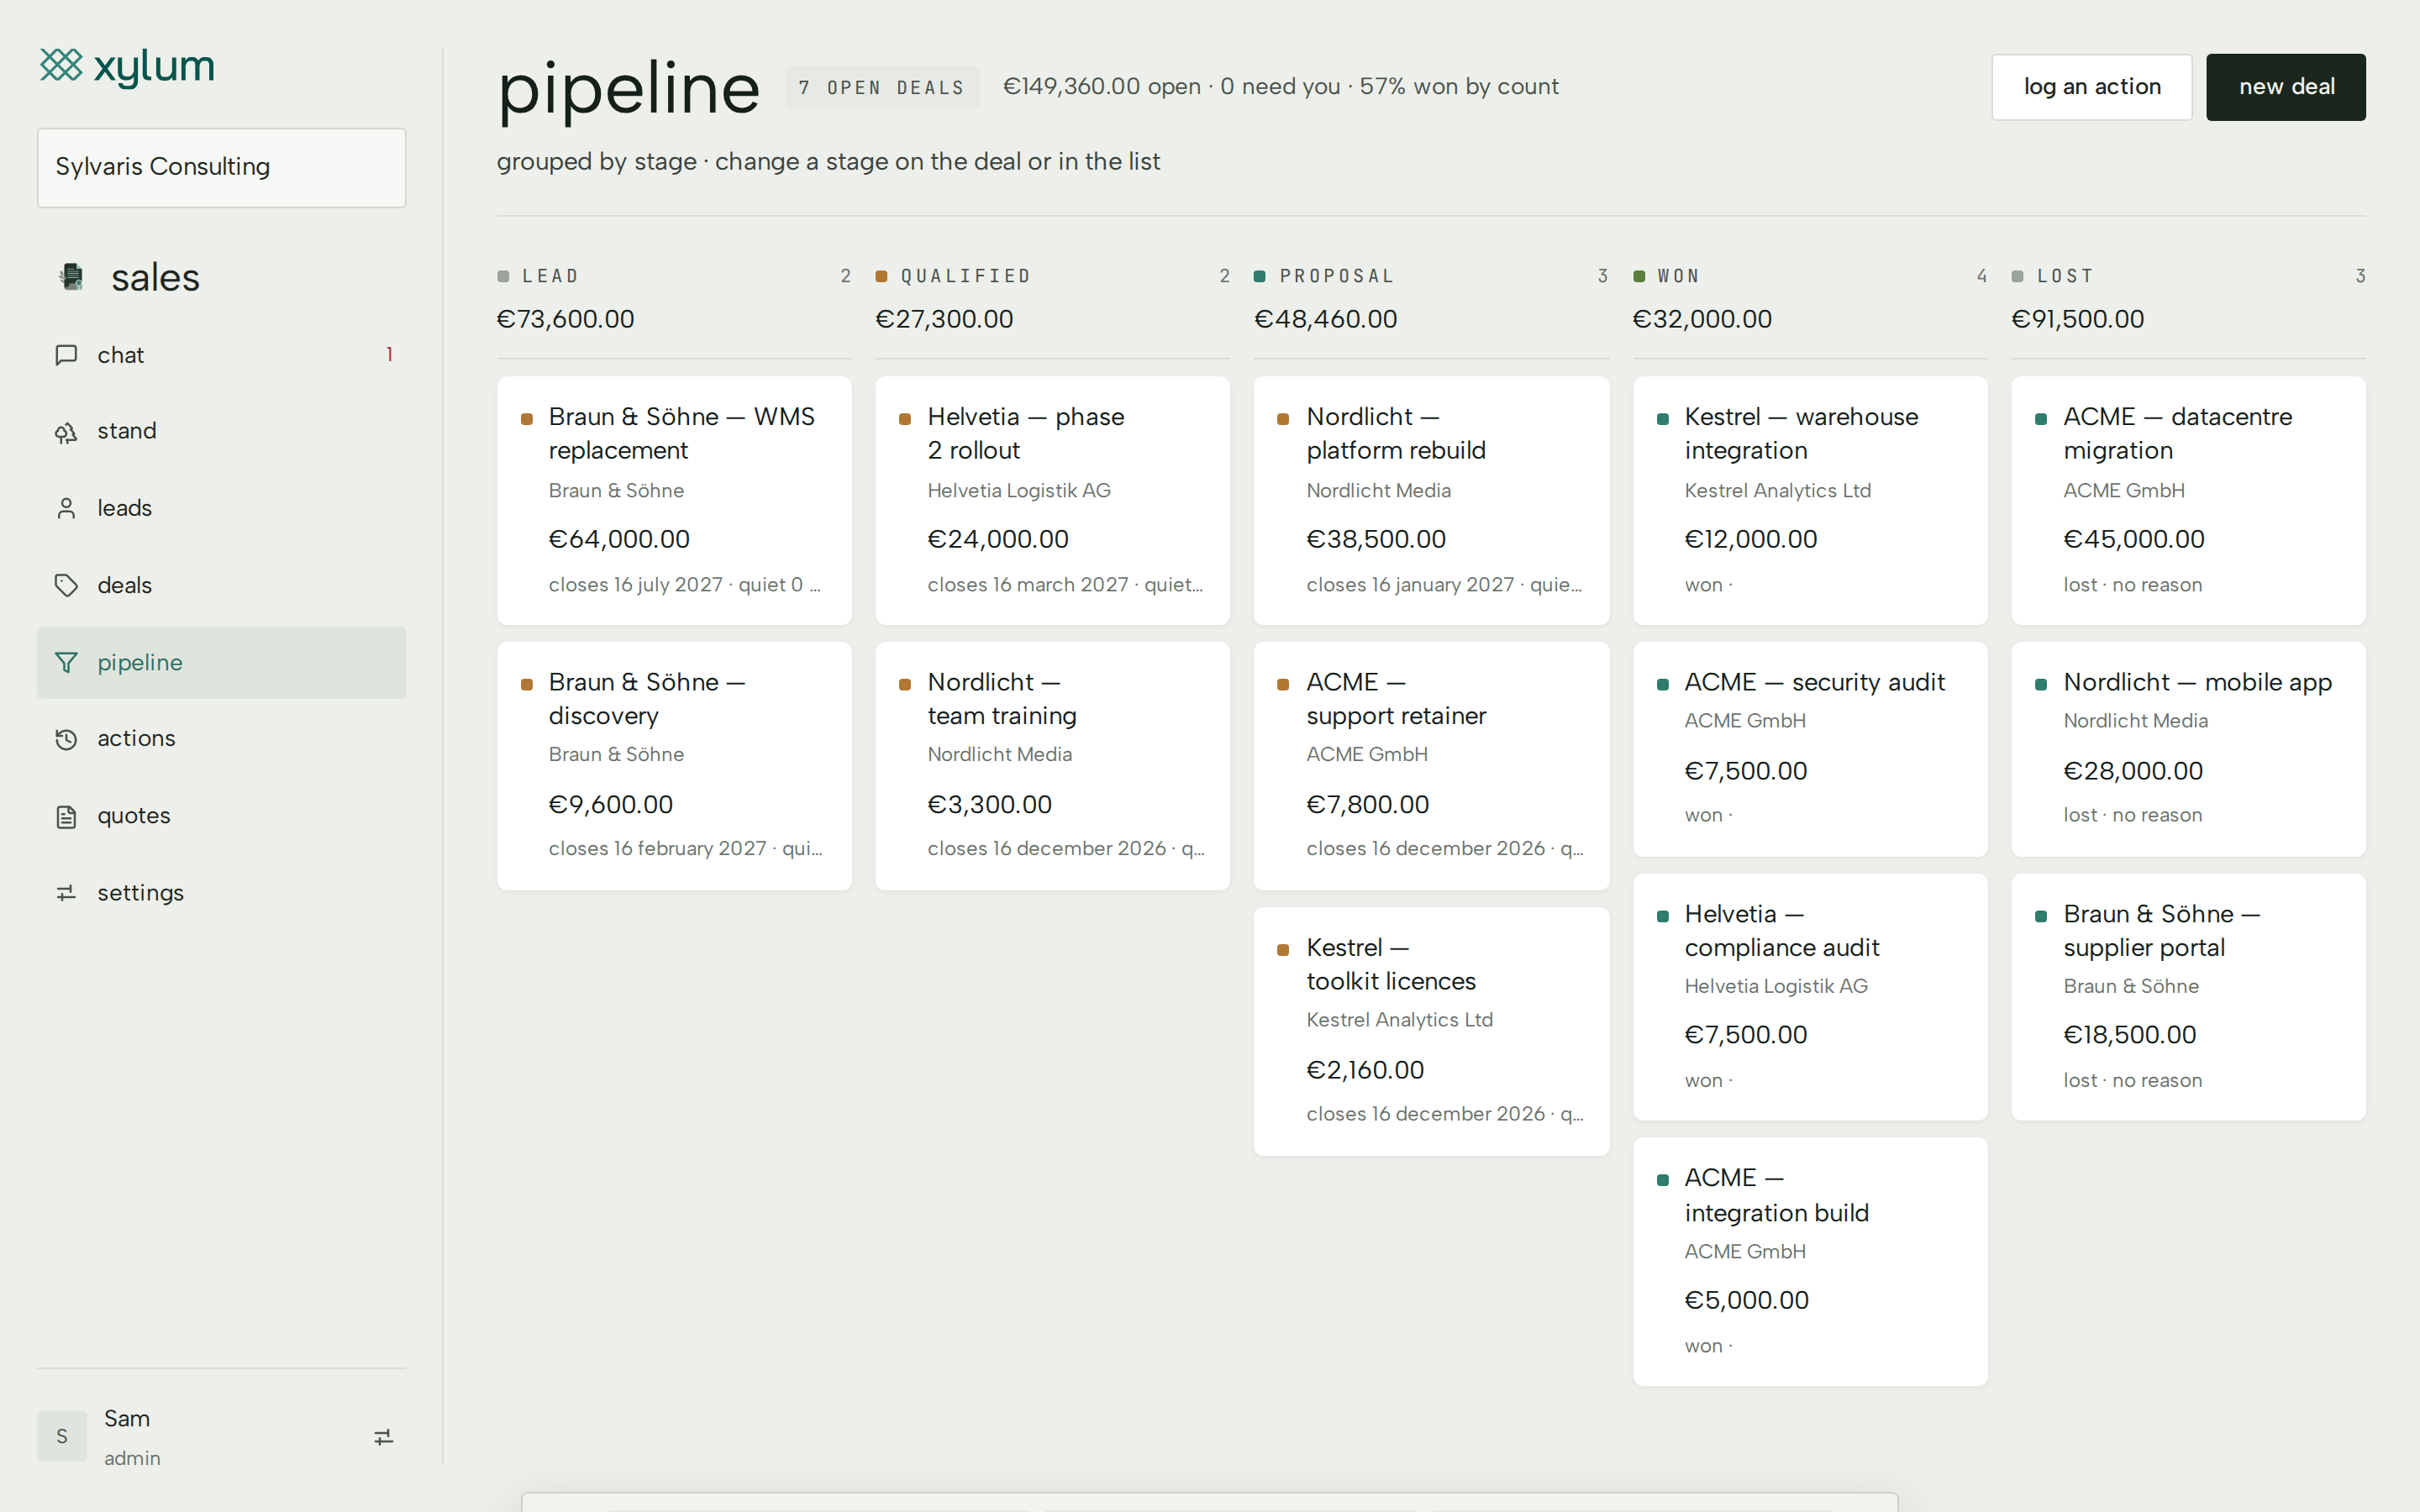 xylum
Sylvaris Consulting
sales
chat 1
stand
leads
deals
pipeline
actions
quotes
settings
S
Sam
admin
pipeline
7 OPEN DEALS
€149,360.00 open · 0 need you · 57% won by count
log an action
new deal
grouped by stage · change a stage on the deal or in the list
LEAD 2
€73,600.00
Braun & Söhne — WMS
replacement
Braun & Söhne
€64,000.00
closes 16 july 2027 · quiet 0 ...
Braun & Söhne —
discovery
Braun & Söhne
€9,600.00
closes 16 february 2027 · qui...
QUALIFIED 2
€27,300.00
Helvetia — phase
2 rollout
Helvetia Logistik AG
€24,000.00
closes 16 march 2027 · quiet...
Nordlicht —
team training
Nordlicht Media
€3,300.00
closes 16 december 2026 · q...
PROPOSAL 3
€48,460.00
Nordlicht —
platform rebuild
Nordlicht Media
€38,500.00
closes 16 january 2027 · quie...
ACME —
support retainer
ACME GmbH
€7,800.00
closes 16 december 2026 · q...
Kestrel —
toolkit licences
Kestrel Analytics Ltd
€2,160.00
closes 16 december 2026 · q...
WON 4
€32,000.00
Kestrel — warehouse
integration
Kestrel Analytics Ltd
€12,000.00
won ·
ACME — security audit
ACME GmbH
€7,500.00
won ·
Helvetia —
compliance audit
Helvetia Logistik AG
€7,500.00
won ·
ACME —
integration build
ACME GmbH
€5,000.00
won ·
LOST 3
€91,500.00
ACME — datacentre
migration
ACME GmbH
€45,000.00
lost · no reason
Nordlicht — mobile app
Nordlicht Media
€28,000.00
lost · no reason
Braun & Söhne —
supplier portal
Braun & Söhne
€18,500.00
lost · no reason